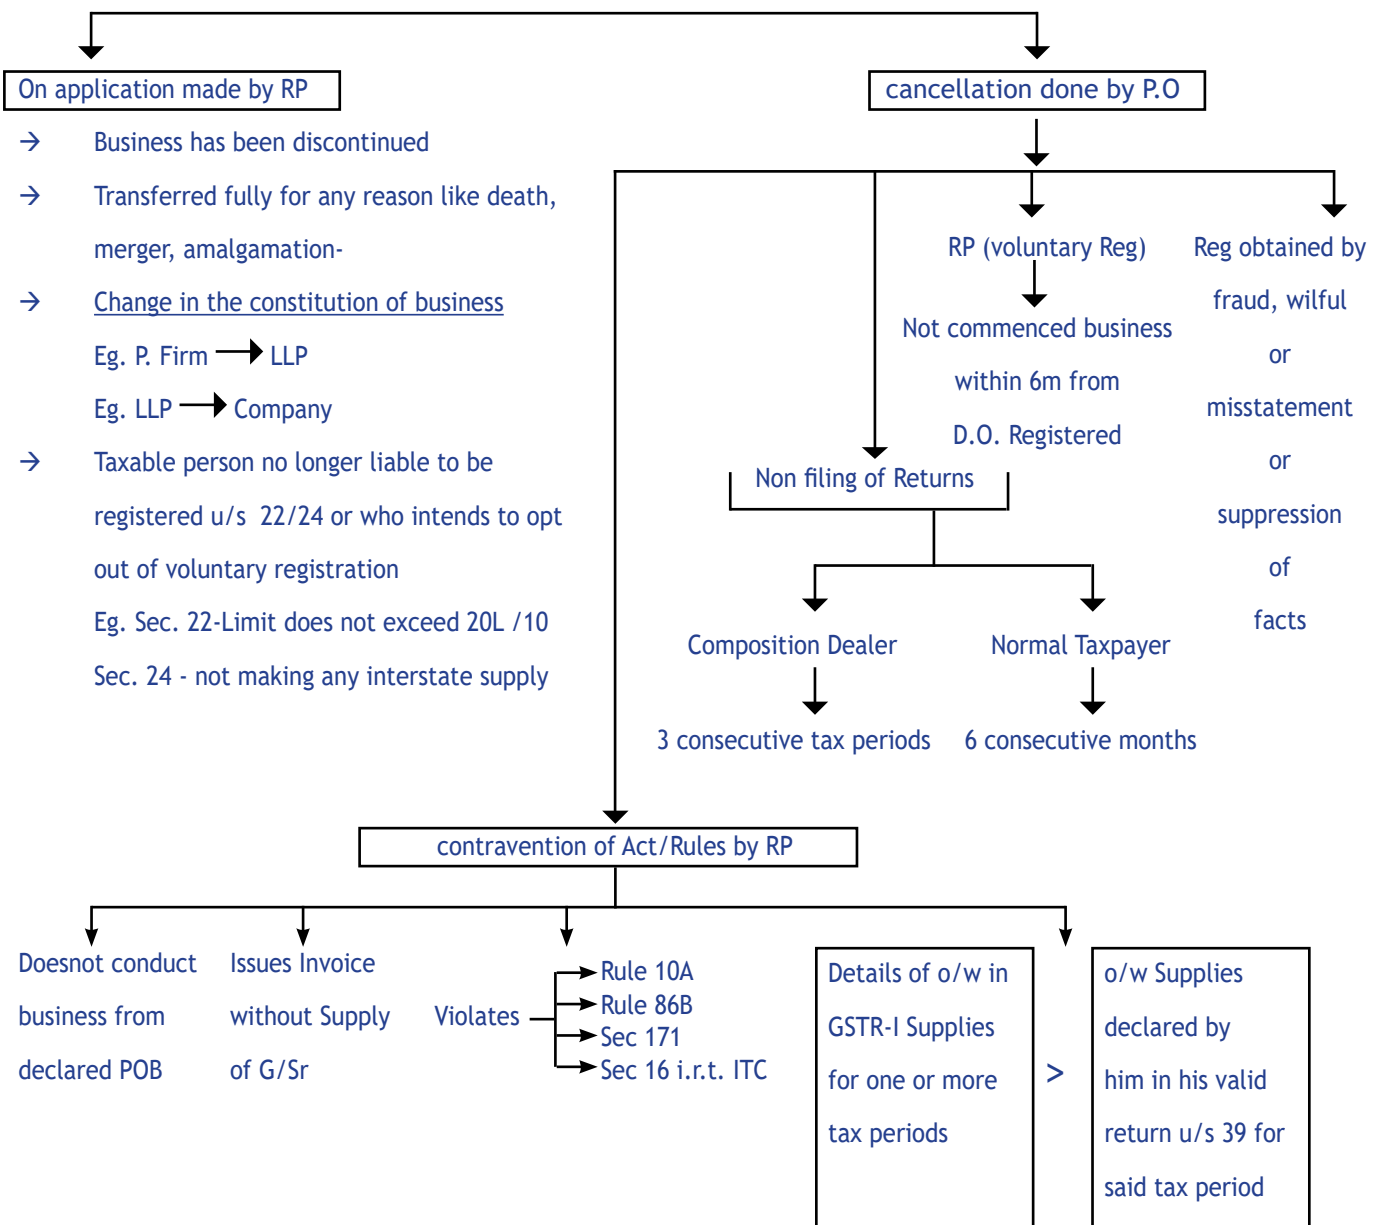 On application made by RP
→ Business has been discontinued
→ Transferred fully for any reason like death,
merger, amalgamation-
→ Change in the constitution of business
Eg. P. Firm → LLP
Eg. LLP → Company
→ Taxable person no longer liable to be
registered u/s 22/24 or who intends to opt
out of voluntary registration
Eg. Sec. 22-Limit does not exceed 20L /10
Sec. 24 - not making any interstate supply
cancellation done by P.O
RP (voluntary Reg)
Not commenced business
within 6m from
D.O. Registered
Reg obtained by
fraud, wilful
or
misstatement
or
suppression
of
facts
Non filing of Returns
Composition Dealer
3 consecutive tax periods
Normal Taxpayer
6 consecutive months
contravention of Act/Rules by RP
Doesnot conduct
business from
declared POB
Issues Invoice
without Supply
of G/Sr
Violates
Rule 10A
Rule 86B
Sec 171
Sec 16 i.r.t. ITC
Details of o/w in
GSTR-I Supplies
for one or more
tax periods
>
o/w Supplies
declared by
him in his valid
return u/s 39 for
said tax period